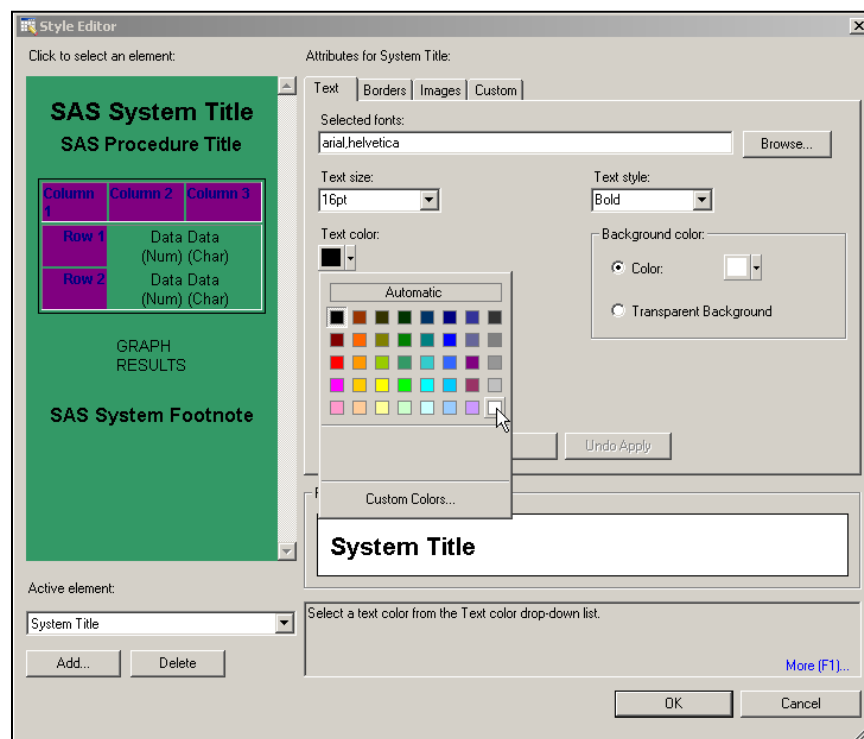 Style Editor
Click to select an element:
Attributes for System Title:
SAS System Title
SAS Procedure Title
Column 1
Column 2
Column 3
Row 1
Data Data
(Num) (Char)
Row 2
Data Data
(Num) (Char)
GRAPH
RESULTS
SAS System Footnote
Text
Borders
Images
Custom
Selected fonts:
arial,helvetica
Browse...
Text size:
16pt
Text style:
Bold
Text color:
Background color:
Color:
Transparent Background
Automatic
Custom Colors...
Undo Apply
System Title
Active element:
System Title
Add...
Delete
Select a text color from the Text color drop-down list.
More (F1)...
OK
Cancel